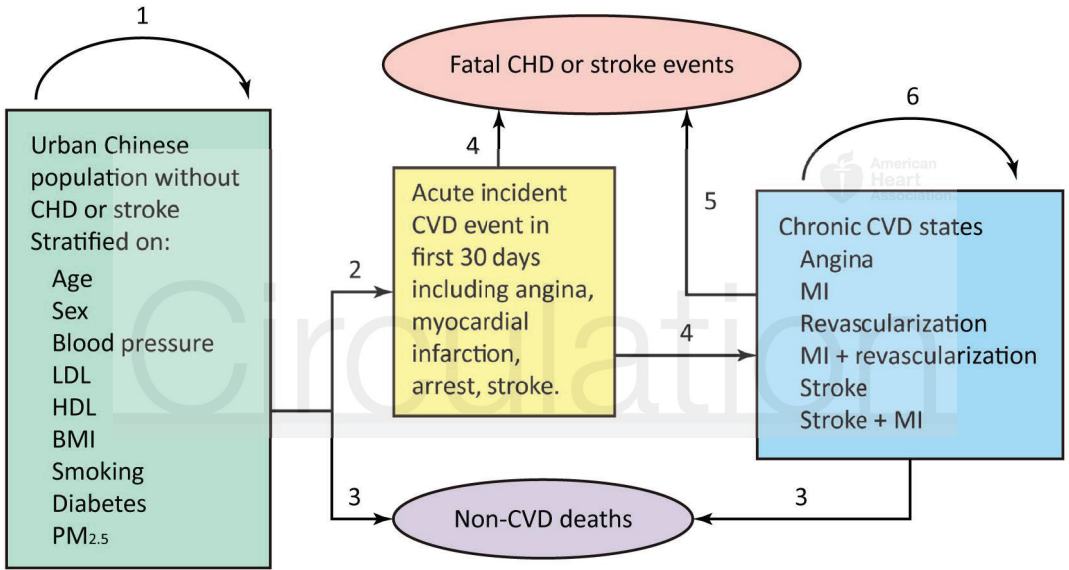 1
Urban Chinese
population without
CHD or stroke
Stratified on:
Age
Sex
Blood pressure
LDL
HDL
BMI
Smoking
Diabetes
PM2.5
2
3
Fatal CHD or stroke events
4
Acute incident
CVD event in
first 30 days
including angina,
myocardial
infarction,
arrest, stroke.
5
4
6
American
Heart
Association®
Chronic CVD states
Angina
MI
Revascularization
MI + revascularization
Stroke
Stroke + MI
3
Non-CVD deaths
Circulation